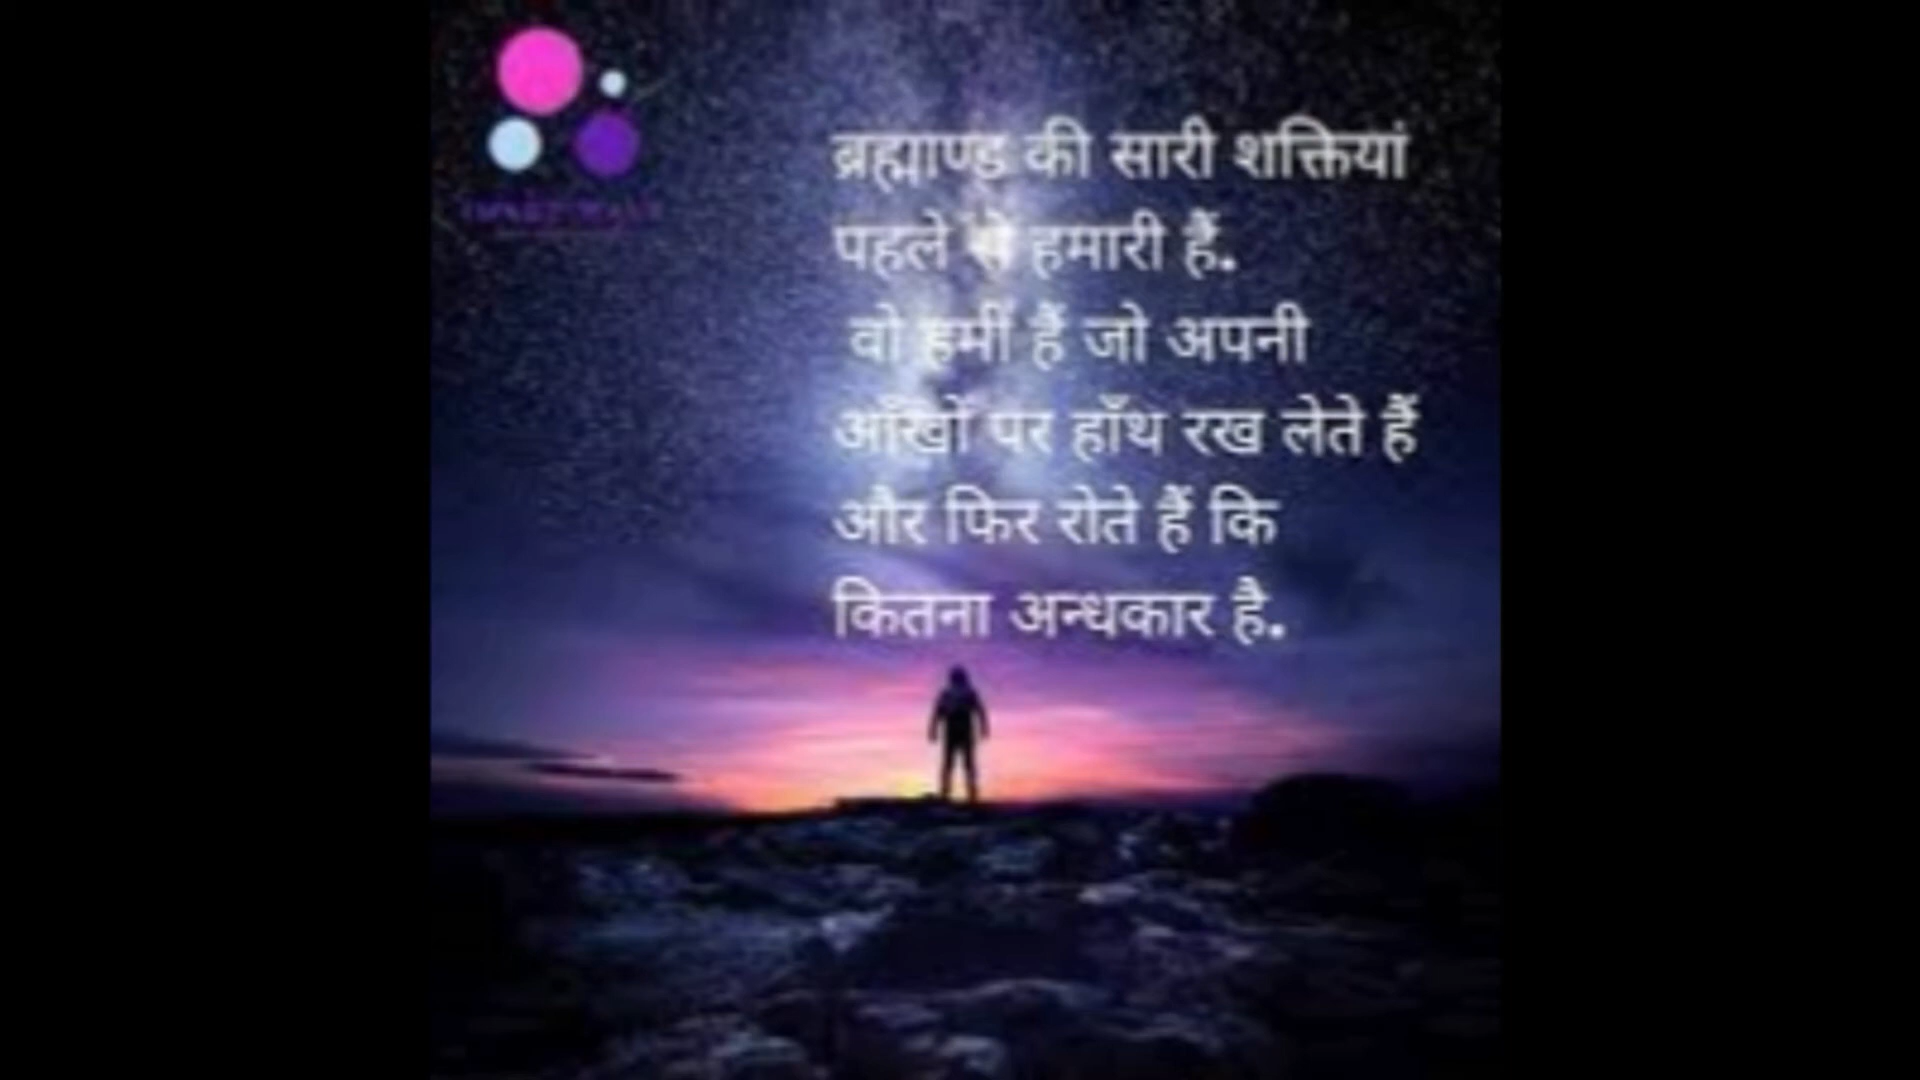 ब्रह्माण्ड की सारी शक्तियां
पहले से हमारी हैं.
वो हमीं हैं जो अपनी
आँखों पर हाँथ रख लेते हैं
और फिर रोते हैं कि
कितना अन्धकार है.